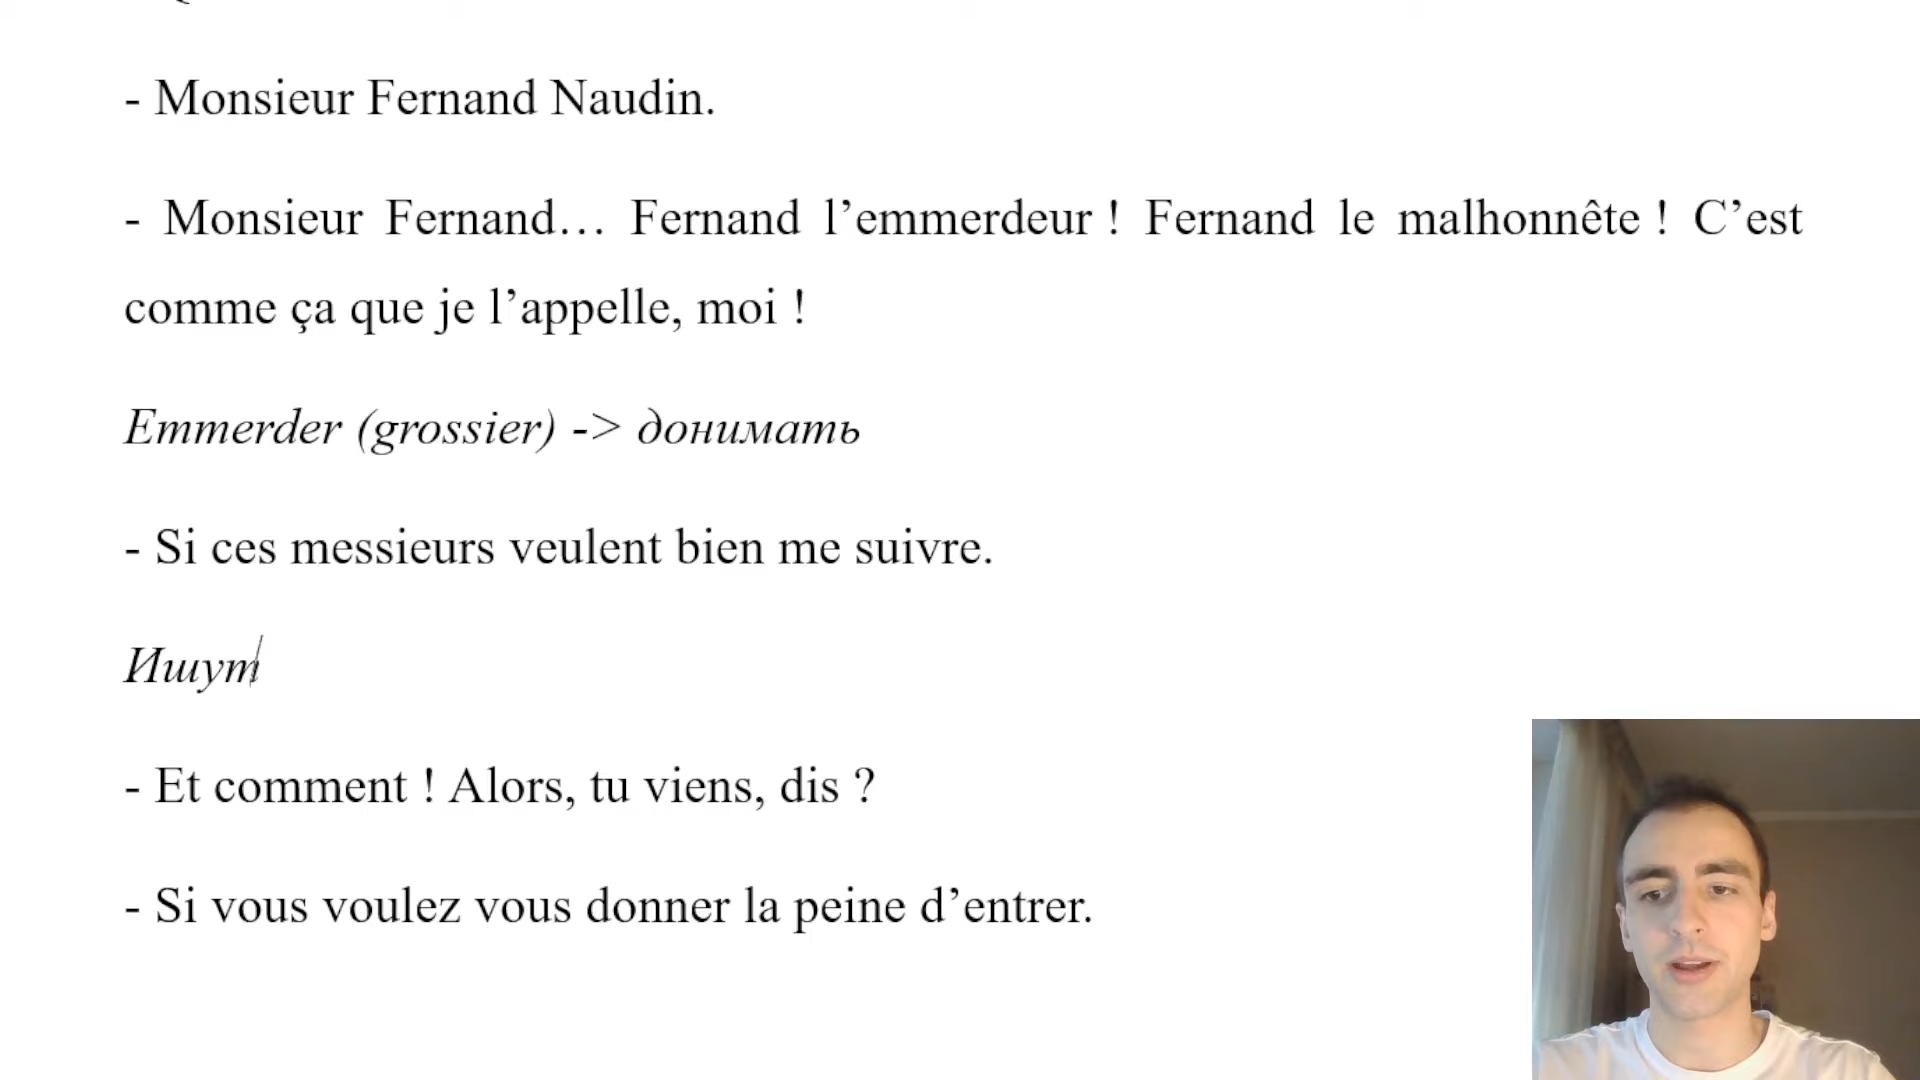 - Monsieur Fernand Naudin.
- Monsieur Fernand… Fernand l’emmerdeur ! Fernand le malhonnête ! C’est
comme ça que je l’appelle, moi !
Emmerder (grossier) -> донимать
- Si ces messieurs veulent bien me suivre.
Ишут
- Et comment ! Alors, tu viens, dis ?
- Si vous voulez vous donner la peine d’entrer.